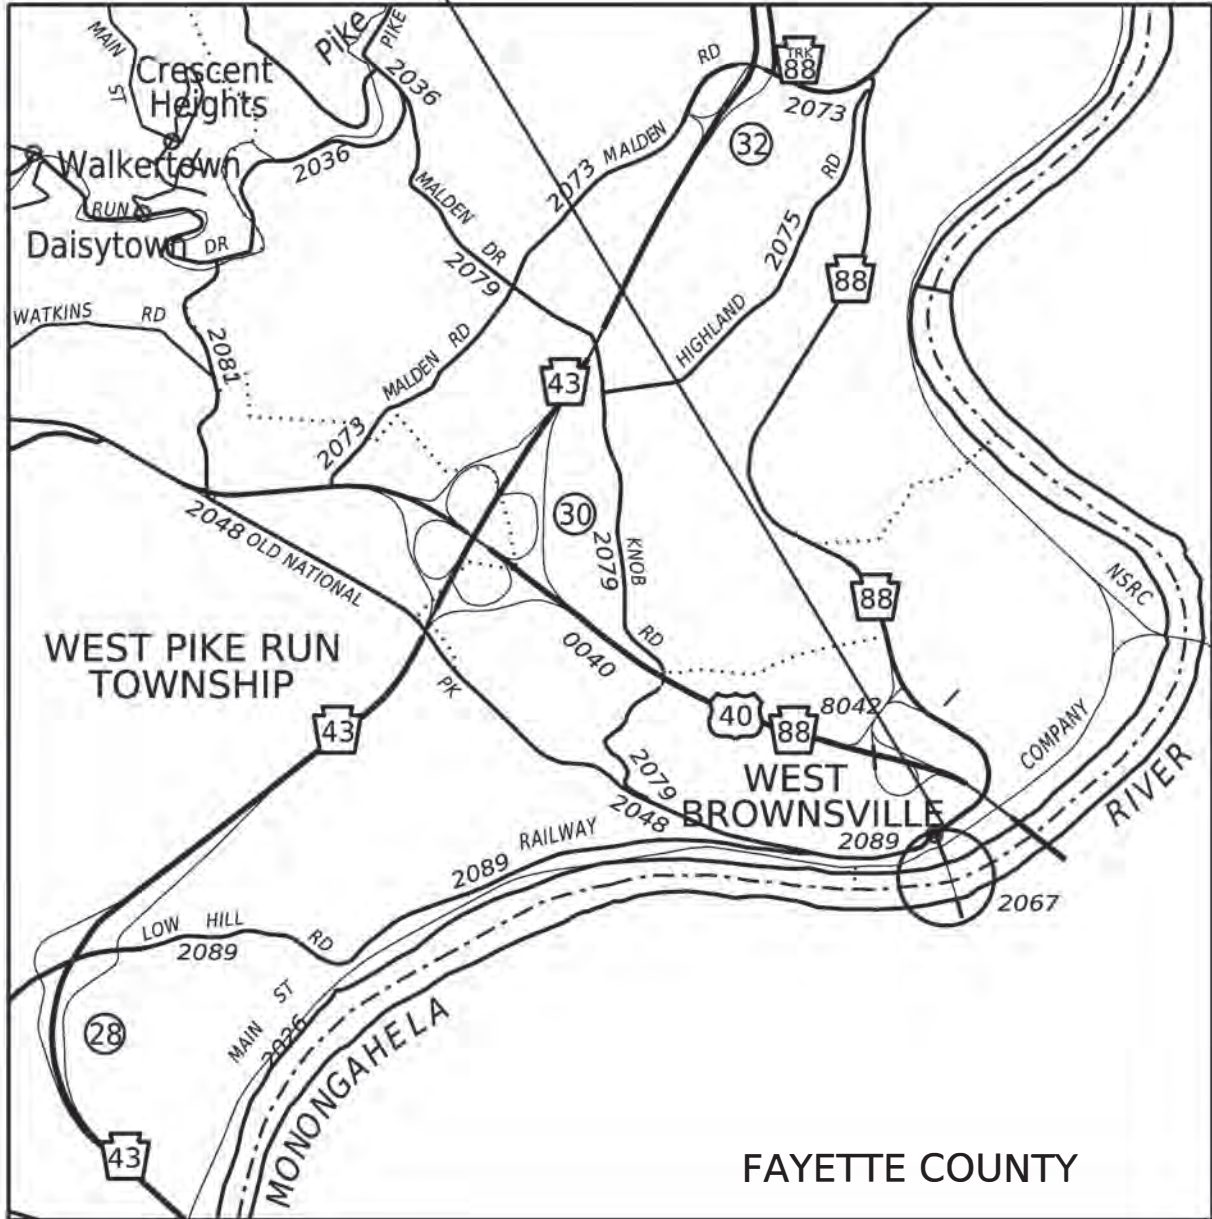 MAIN
ST
Pike
PIKE
2036
RD
TRK
88
2073
Crescent
Heights
32
Walkertown
2036
2073 MALDEN
RD
RUN
MALDEN
Daisytown
DR
DR
2079
2075
88
WATKINS
RD
2081
MALDEN RD
HIGHLAND
43
2073
30
2079
KNOB
RD
2048 OLD NATIONAL
88
NSRC
WEST PIKE RUN
TOWNSHIP
0040
PK
43
40
88
8042
COMPANY
RIVER
WEST
BROWNSVILLE
2079
2048
RAILWAY
2089
2089
2067
LOW HILL
RD
2089
28
MAIN
ST
2026
MONONGAHELA
43
FAYETTE COUNTY